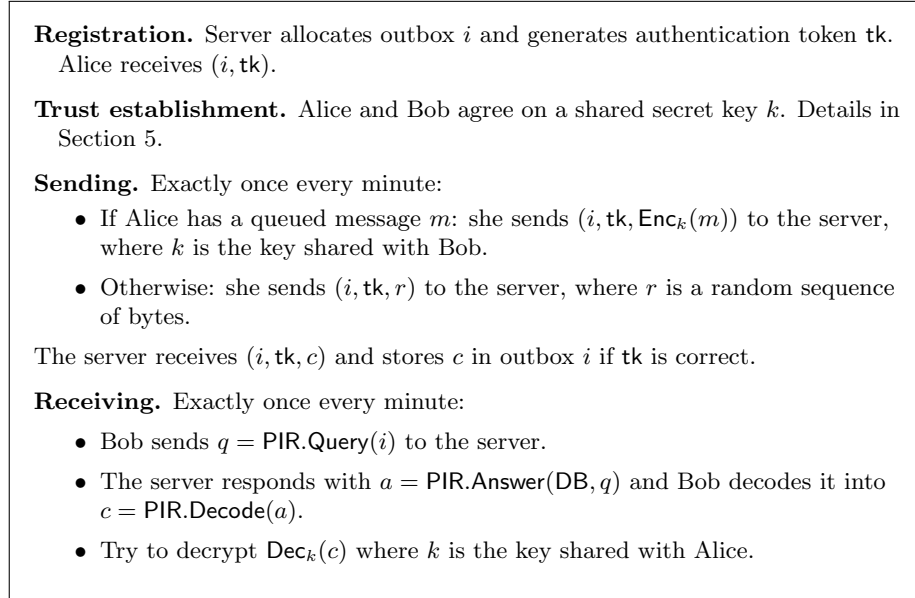 Registration. Server allocates outbox i and generates authentication token tk.
Alice receives (i, tk).
Trust establishment. Alice and Bob agree on a shared secret key k. Details in
Section 5.
Sending. Exactly once every minute:
• If Alice has a queued message m: she sends (i, tk, Enc_k(m)) to the server,
where k is the key shared with Bob.
• Otherwise: she sends (i, tk, r) to the server, where r is a random sequence
of bytes.
The server receives (i, tk, c) and stores c in outbox i if tk is correct.
Receiving. Exactly once every minute:
• Bob sends q = PIR.Query(i) to the server.
• The server responds with a = PIR.Answer(DB, q) and Bob decodes it into
c = PIR.Decode(a).
• Try to decrypt Dec_k(c) where k is the key shared with Alice.